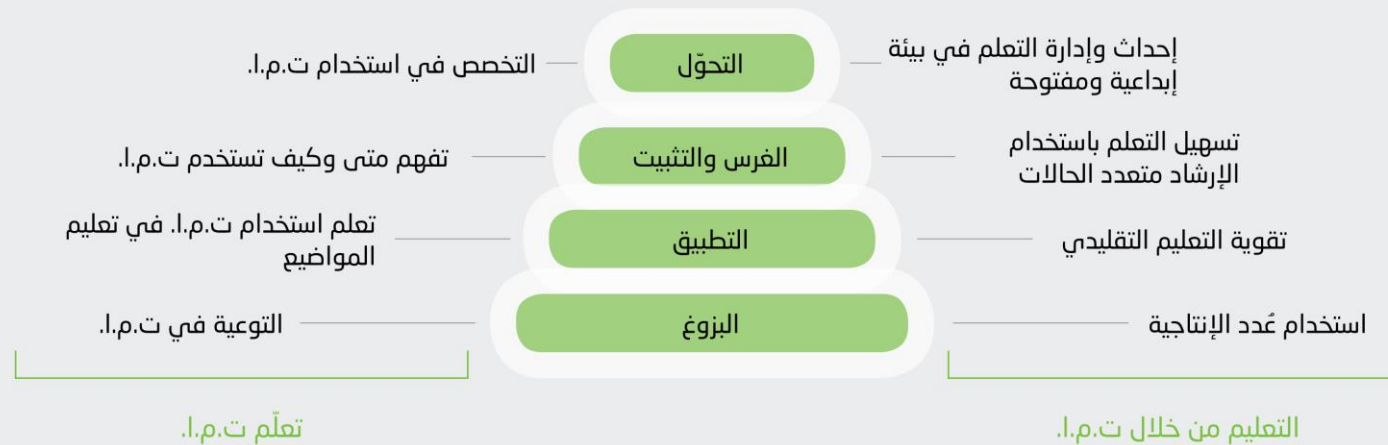 إحداث وإدارة التعلم في بيئة
إبداعية ومفتوحة
التحوّل
التخصص في استخدام ت.م.ا.
تسهيل التعلم باستخدام
الإرشاد متعدد الحالات
الغرس والتثبيت
تفهم متى وكيف تستخدم ت.م.ا.
تقوية التعليم التقليدي
التطبيق
تعلم استخدام ت.م.ا. في تعليم
المواضيع
استخدام عُدد الإنتاجية
البزوغ
التوعية في ت.م.ا.
التعليم من خلال ت.م.ا.
تعلّم ت.م.ا.